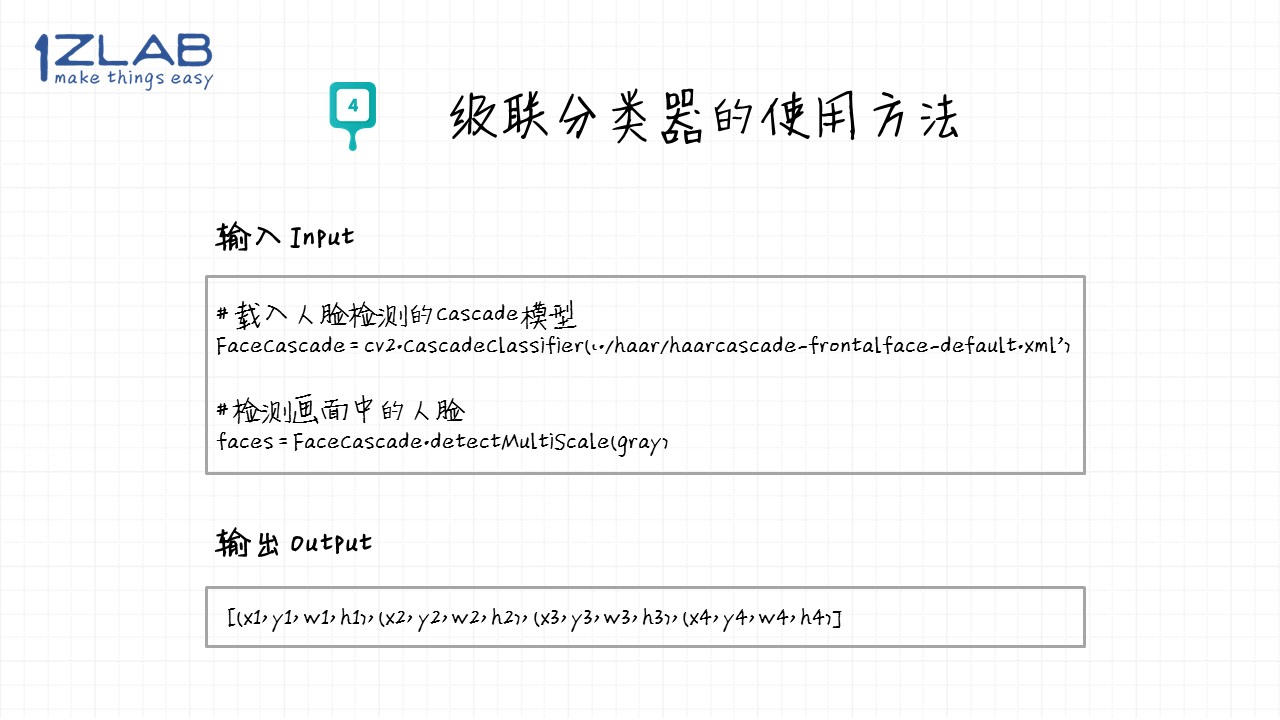 1ZLAB
make things easy
4
级联分类器的使用方法
输入 Input
# 载入人脸检测的Cascade模型
FaceCascade = cv2.CascadeClassifier('./haar/haarcascade-frontalface-default.xml')
# 检测画面中的人脸
faces = FaceCascade.detectMultiScale(gray)
输出 Output
[(x1,y1,w1,h1),(x2,y2,w2,h2),(x3,y3,w3,h3),(x4,y4,w4,h4)]